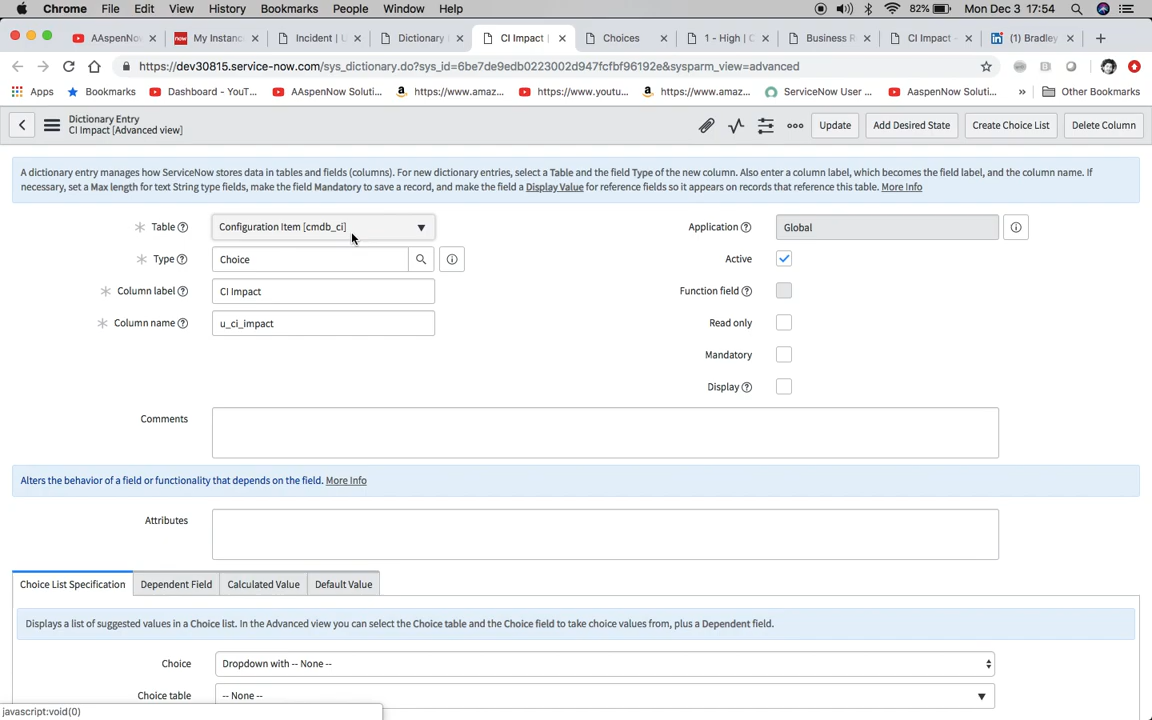 Chrome File Edit View History Bookmarks People Window Help 82% Mon Dec 3 17:54
AAspenNow My Instan Incident | U Dictionary E CI Impact | Choices 1 - High | C Business R CI Impact - (1) Bradley
https://dev30815.service-now.com/sys_dictionary.do?sys_id=6be7de9edb0223002d947fcfbf96192e&sysparm_view=advanced
Apps Bookmarks Dashboard - YouT... AAspenNow Soluti... https://www.amaz... https://www.youtu... https://www.amaz... ServiceNow User ... AaspenNow Soluti... » Other Bookmarks
Dictionary Entry
CI Impact [Advanced view]
Update Add Desired State Create Choice List Delete Column
A dictionary entry manages how ServiceNow stores data in tables and fields (columns). For new dictionary entries, select a Table and the field Type of the new column. Also enter a column label, which becomes the field label, and the column name. If
necessary, set a Max length for text String type fields, make the field Mandatory to save a record, and make the field a Display Value for reference fields so it appears on records that reference this table. More Info
Table Configuration Item [cmdb_ci] Application Global
Type Choice Active
Column label CI Impact Function field
Column name u_ci_impact Read only
Mandatory
Display
Comments
Alters the behavior of a field or functionality that depends on the field. More Info
Attributes
Choice List Specification Dependent Field Calculated Value Default Value
Displays a list of suggested values in a Choice list. In the Advanced view you can select the Choice table and the Choice field to take choice values from, plus a Dependent field.
Choice Dropdown with -- None --
Choice table -- None --
javascript:void(0)